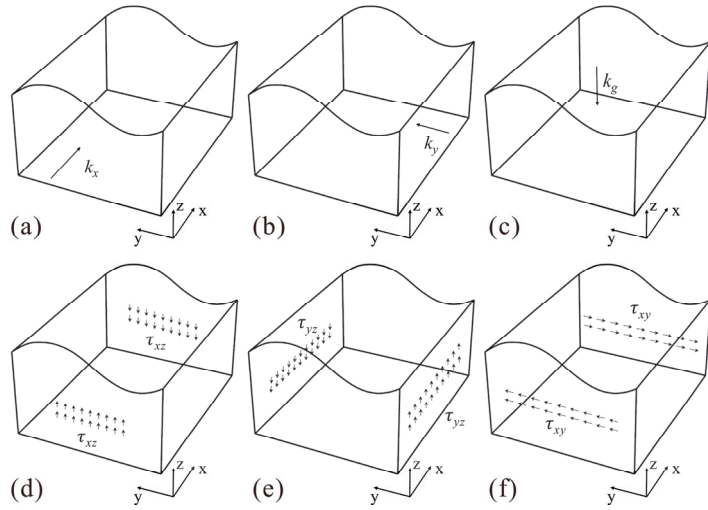 k_g
k_x
k_y
z
x
y
(a)
z
x
y
(b)
z
x
y
(c)
τ_xz
τ_xz
z
x
y
(d)
τ_yz
τ_yz
z
x
y
(e)
τ_xy
τ_xy
z
x
y
(f)